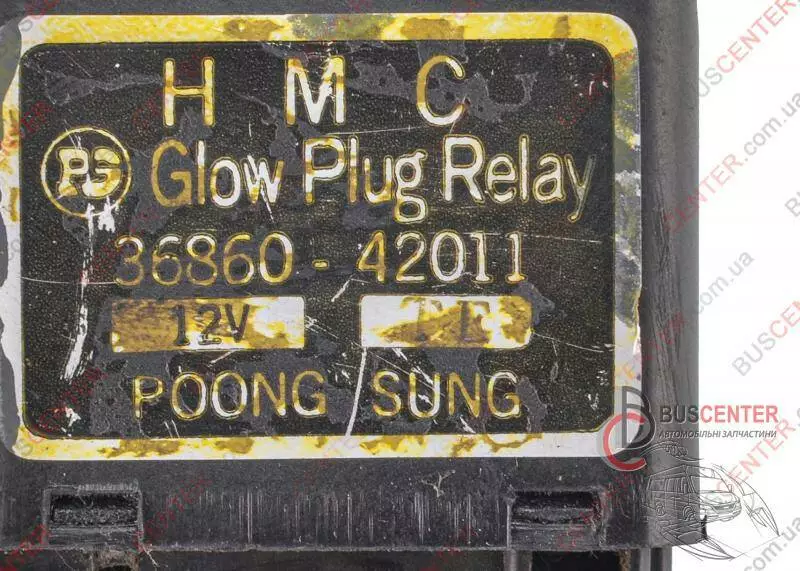 H M C
PS Glow Plug Relay
36860 - 42011
12V
POONG SUNG
BUSCENTER
АВТОМОБІЛЬНІ ЗАПЧАСТИНИ
BUSCENTER.com.ua